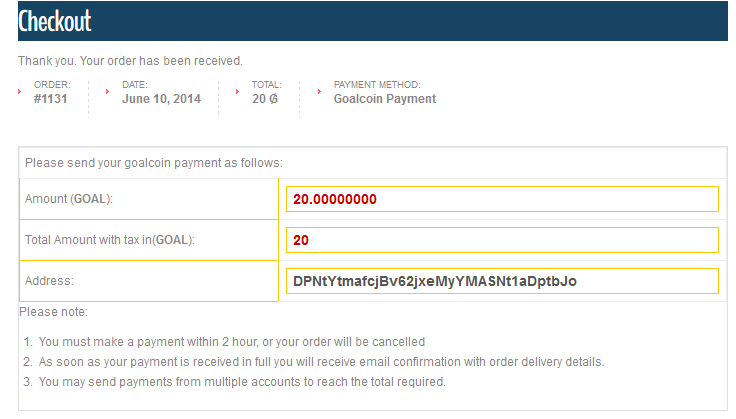 Checkout
Thank you. Your order has been received.
ORDER: DATE: TOTAL: PAYMENT METHOD:
#1131 June 10, 2014 20 ₲ Goalcoin Payment
Please send your goalcoin payment as follows:
Amount (GOAL): 20.00000000
Total Amount with tax in(GOAL): 20
Address: DPNtYtmafcjBv62jxeMyYMASNt1aDptbJo
Please note:
1. You must make a payment within 2 hour, or your order will be cancelled
2. As soon as your payment is received in full you will receive email confirmation with order delivery details.
3. You may send payments from multiple accounts to reach the total required.